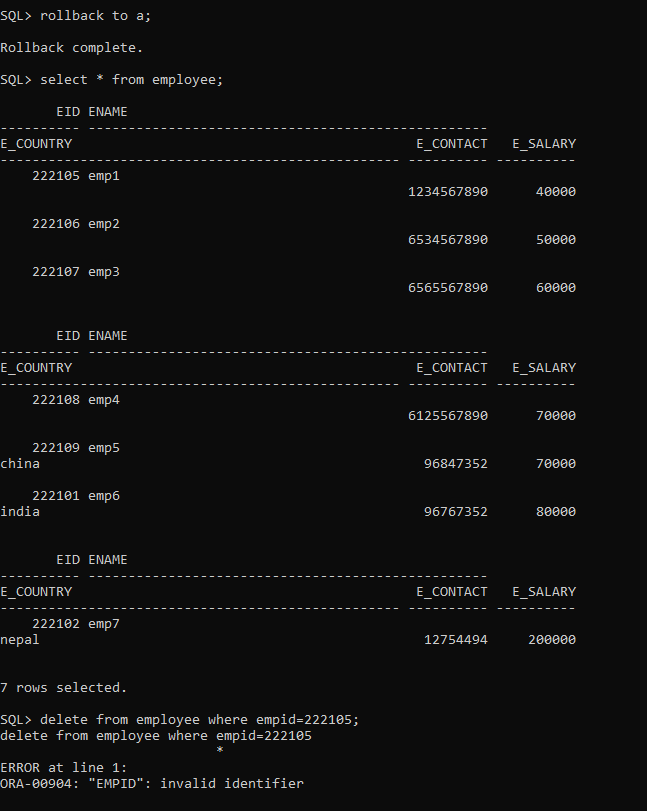 SQL> rollback to a;
Rollback complete.
SQL> select * from employee;
EID ENAME
---------- --------------------------------------------------
E_COUNTRY E_CONTACT E_SALARY
-------------------------------------------------- ---------- ----------
222105 emp1
1234567890 40000
222106 emp2
6534567890 50000
222107 emp3
6565567890 60000
EID ENAME
---------- --------------------------------------------------
E_COUNTRY E_CONTACT E_SALARY
-------------------------------------------------- ---------- ----------
222108 emp4
6125567890 70000
222109 emp5
china 96847352 70000
222101 emp6
india 96767352 80000
EID ENAME
---------- --------------------------------------------------
E_COUNTRY E_CONTACT E_SALARY
-------------------------------------------------- ---------- ----------
222102 emp7
nepal 12754494 200000
7 rows selected.
SQL> delete from employee where empid=222105;
delete from employee where empid=222105
*
ERROR at line 1:
ORA-00904: "EMPID": invalid identifier